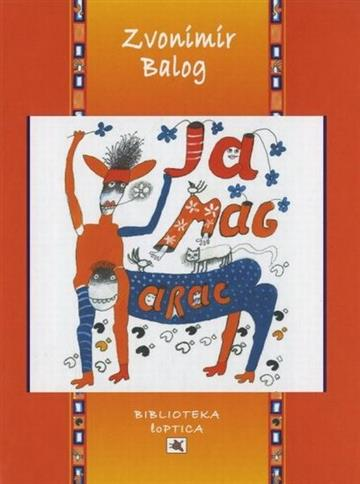 Zvonimir
Balog
Ja
MAG
ARAC
BIBLIOTEKA
loPTICA